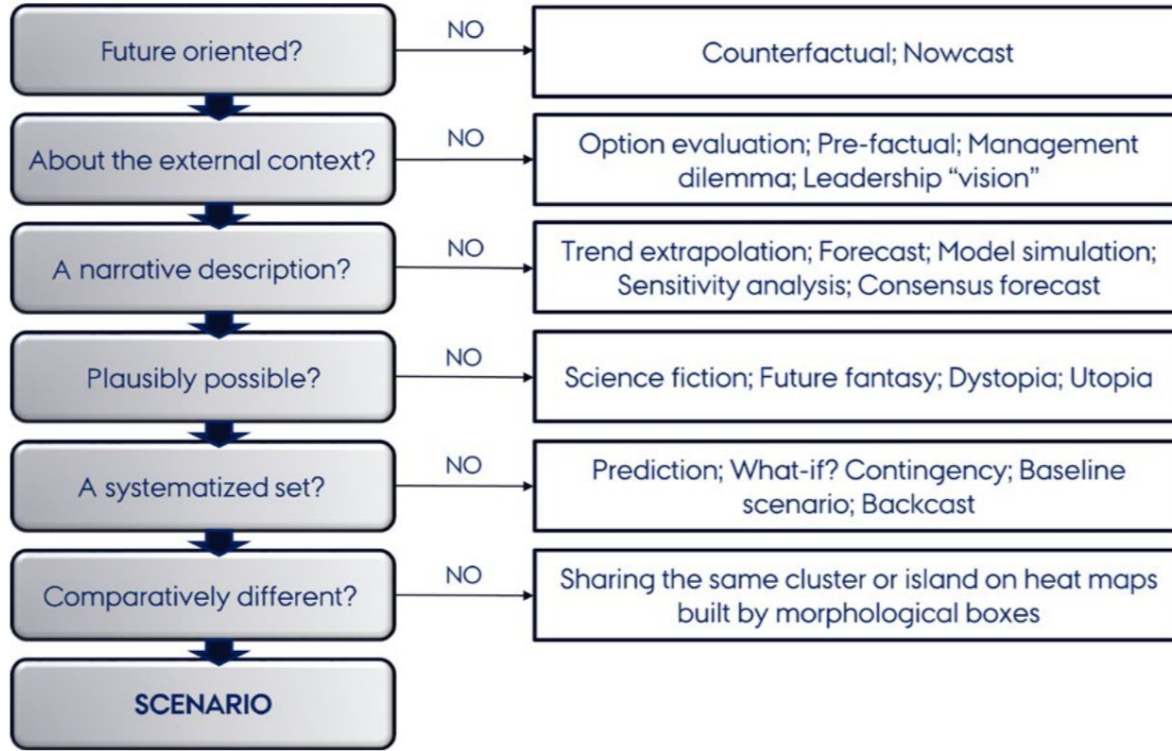 Future oriented?
NO
Counterfactual; Nowcast
About the external context?
NO
Option evaluation; Pre-factual; Management
dilemma; Leadership “vision”
A narrative description?
NO
Trend extrapolation; Forecast; Model simulation;
Sensitivity analysis; Consensus forecast
Plausibly possible?
NO
Science fiction; Future fantasy; Dystopia; Utopia
A systematized set?
NO
Prediction; What-if? Contingency; Baseline
scenario; Backcast
Comparatively different?
NO
Sharing the same cluster or island on heat maps
built by morphological boxes
SCENARIO